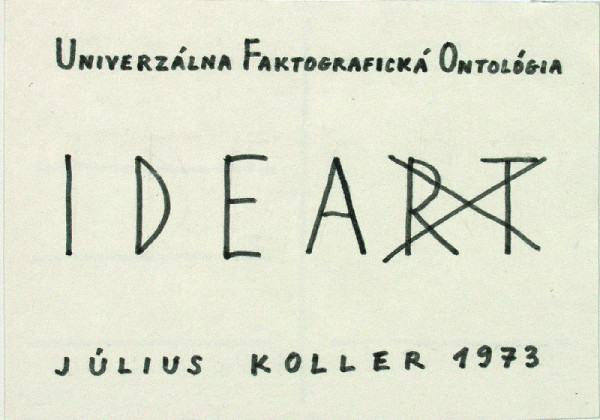 Univerzálna Faktografická Ontológia
IDEART
JÚLIUS KOLLER 1973